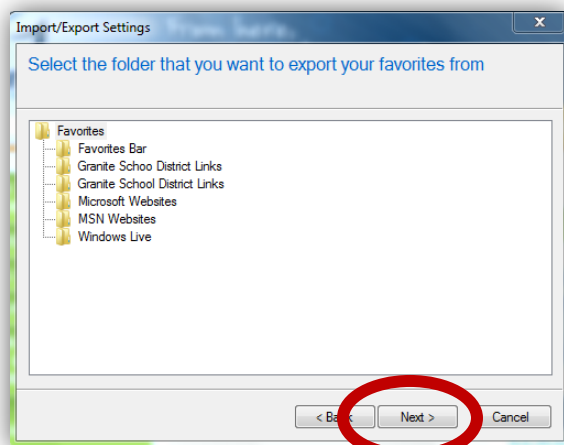 Import/Export Settings
x
Select the folder that you want to export your favorites from
Favorites
Favorites Bar
Granite Schoo District Links
Granite School District Links
Microsoft Websites
MSN Websites
Windows Live
< Next >
Cancel